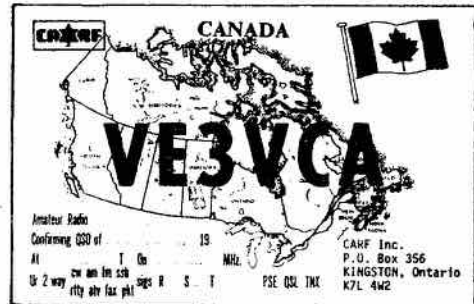 CARF
CANADA
VE3VCA
Amateur Radio
Confirming QSO of 19
At T On MHz
Ur 2 way cw am fm ssb sigs R S T PSE QSL TNX
rtty atv fax pkt
CARF Inc.
P.O. Box 356
KINGSTON, Ontario
K7L 4W2